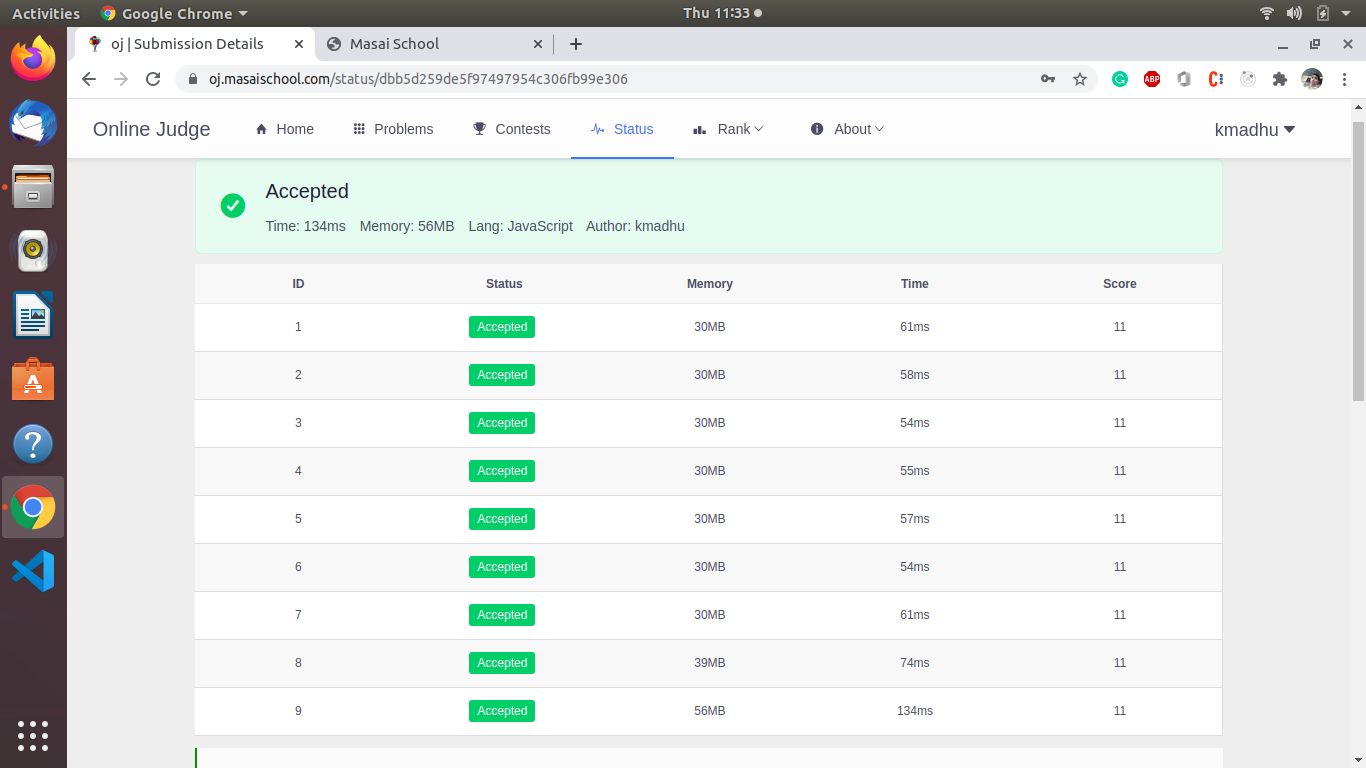 Activities Google Chrome Thu 11:33
oj | Submission Details Masai School
oj.masaischool.com/status/dbb5d259de5f97497954c306fb99e306
Online Judge Home Problems Contests Status Rank About kmadhu
Accepted
Time: 134ms Memory: 56MB Lang: JavaScript Author: kmadhu
ID Status Memory Time Score
1 Accepted 30MB 61ms 11
2 Accepted 30MB 58ms 11
3 Accepted 30MB 54ms 11
4 Accepted 30MB 55ms 11
5 Accepted 30MB 57ms 11
6 Accepted 30MB 54ms 11
7 Accepted 30MB 61ms 11
8 Accepted 39MB 74ms 11
9 Accepted 56MB 134ms 11